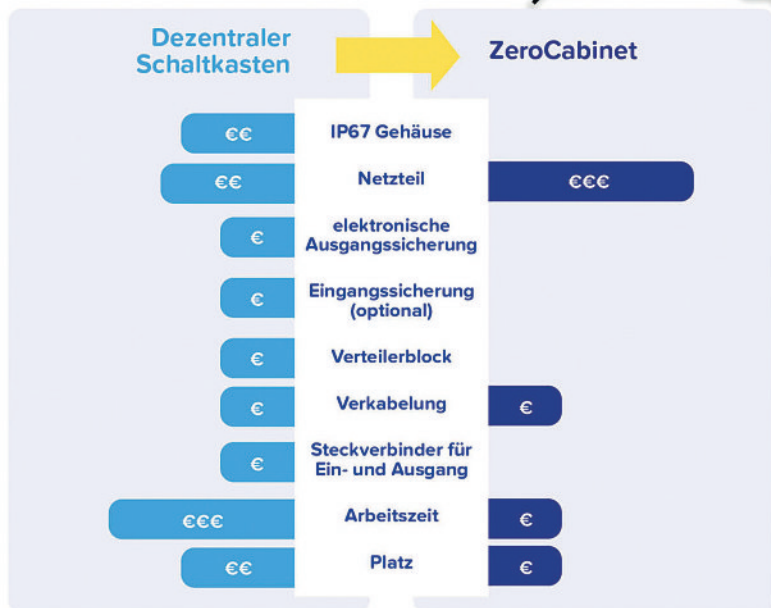 Dezentraler
Schaltkasten
ZeroCabinet
€€
IP67 Gehäuse
€€
Netzteil
€€€
€
elektronische
Ausgangssicherung
€
Eingangssicherung
(optional)
€
Verteilerblock
€
Verkabelung
€
€
Steckverbinder für
Ein- und Ausgang
€€€
Arbeitszeit
€
€€
Platz
€